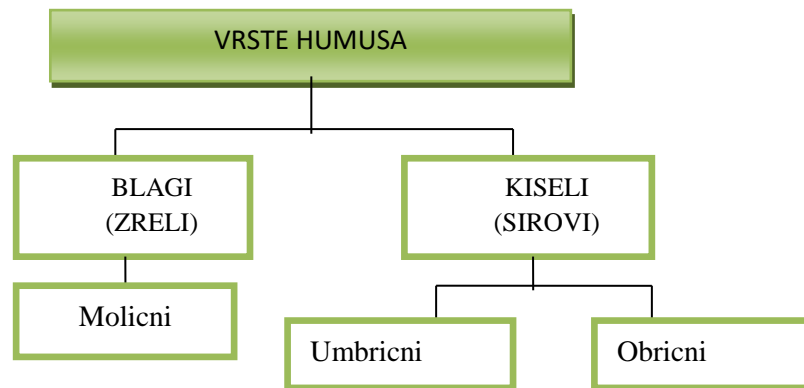 VRSTE HUMUSA
BLAGI
(ZRELI)
KISELI
(SIROVI)
Molicni
Umbricni
Obricni